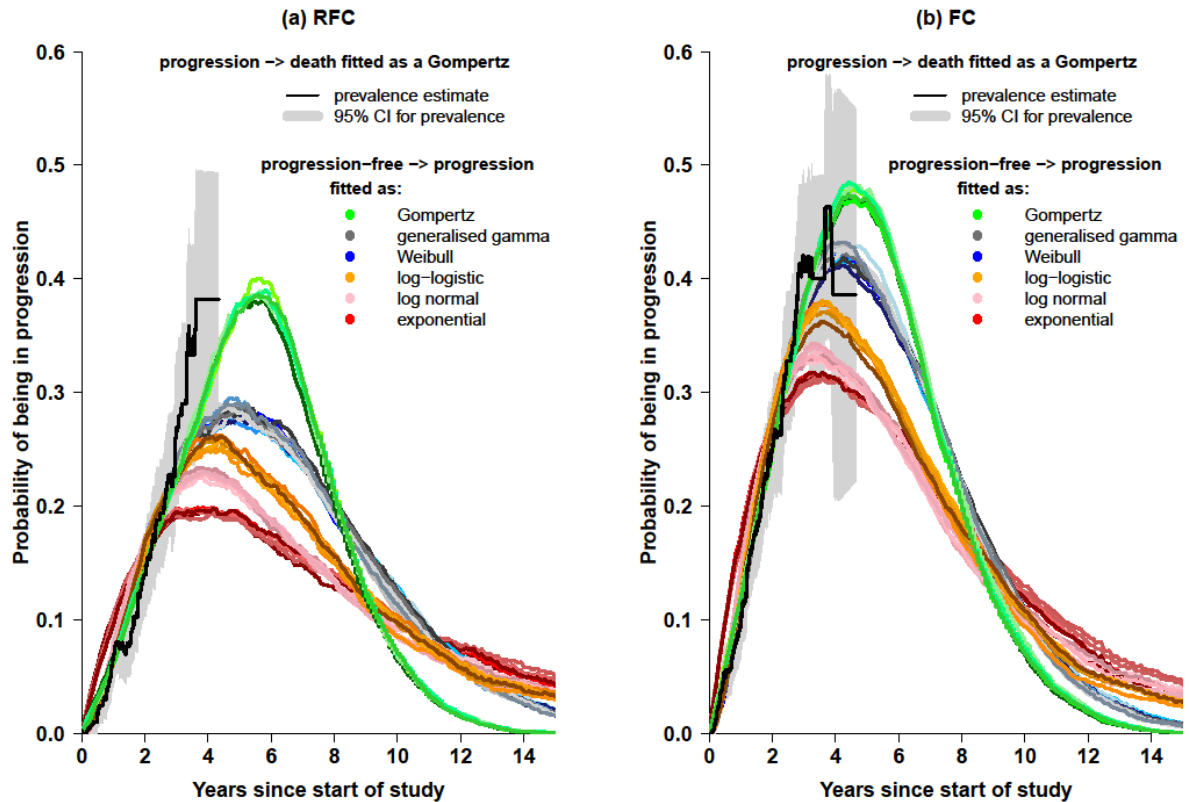 (a) RFC
Probability of being in progression
0.6
0.5
0.4
0.3
0.2
0.1
0.0
progression −> death fitted as a Gompertz
prevalence estimate
95% CI for prevalence
progression−free −> progression
fitted as:
Gompertz
generalised gamma
Weibull
log−logistic
log normal
exponential
0 2 4 6 8 10 12 14
Years since start of study
(b) FC
Probability of being in progression
0.6
0.5
0.4
0.3
0.2
0.1
0.0
progression −> death fitted as a Gompertz
prevalence estimate
95% CI for prevalence
progression−free −> progression
fitted as:
Gompertz
generalised gamma
Weibull
log−logistic
log normal
exponential
0 2 4 6 8 10 12 14
Years since start of study